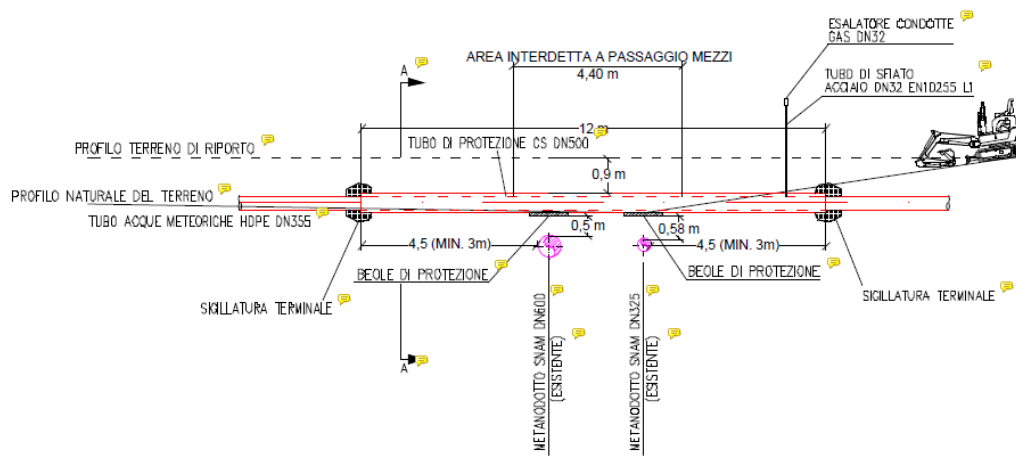 ESALATORE CONDOTTE
GAS DN32
A
AREA INTERDETTA A PASSAGGIO MEZZI
4,40 m
TUBO DI SFIATO
ACCIAIO DN32 EN10255 L1
12 m
PROFILO TERRENO DI RIPORTO
TUBO DI PROTEZIONE CS DN500
0,9 m
PROFILO NATURALE DEL TERRENO
TUBO ACQUE METEORICHE HDPE DN355
0,5 m
0,58 m
4,5 (MIN. 3m)
4,5 (MIN. 3m)
BEOLE DI PROTEZIONE
BEOLE DI PROTEZIONE
SIGILLATURA TERMINALE
SIGILLATURA TERMINALE
METANODOTTO SNAM DN600
(ESISTENTE)
METANODOTTO SNAM DN325
(ESISTENTE)
A